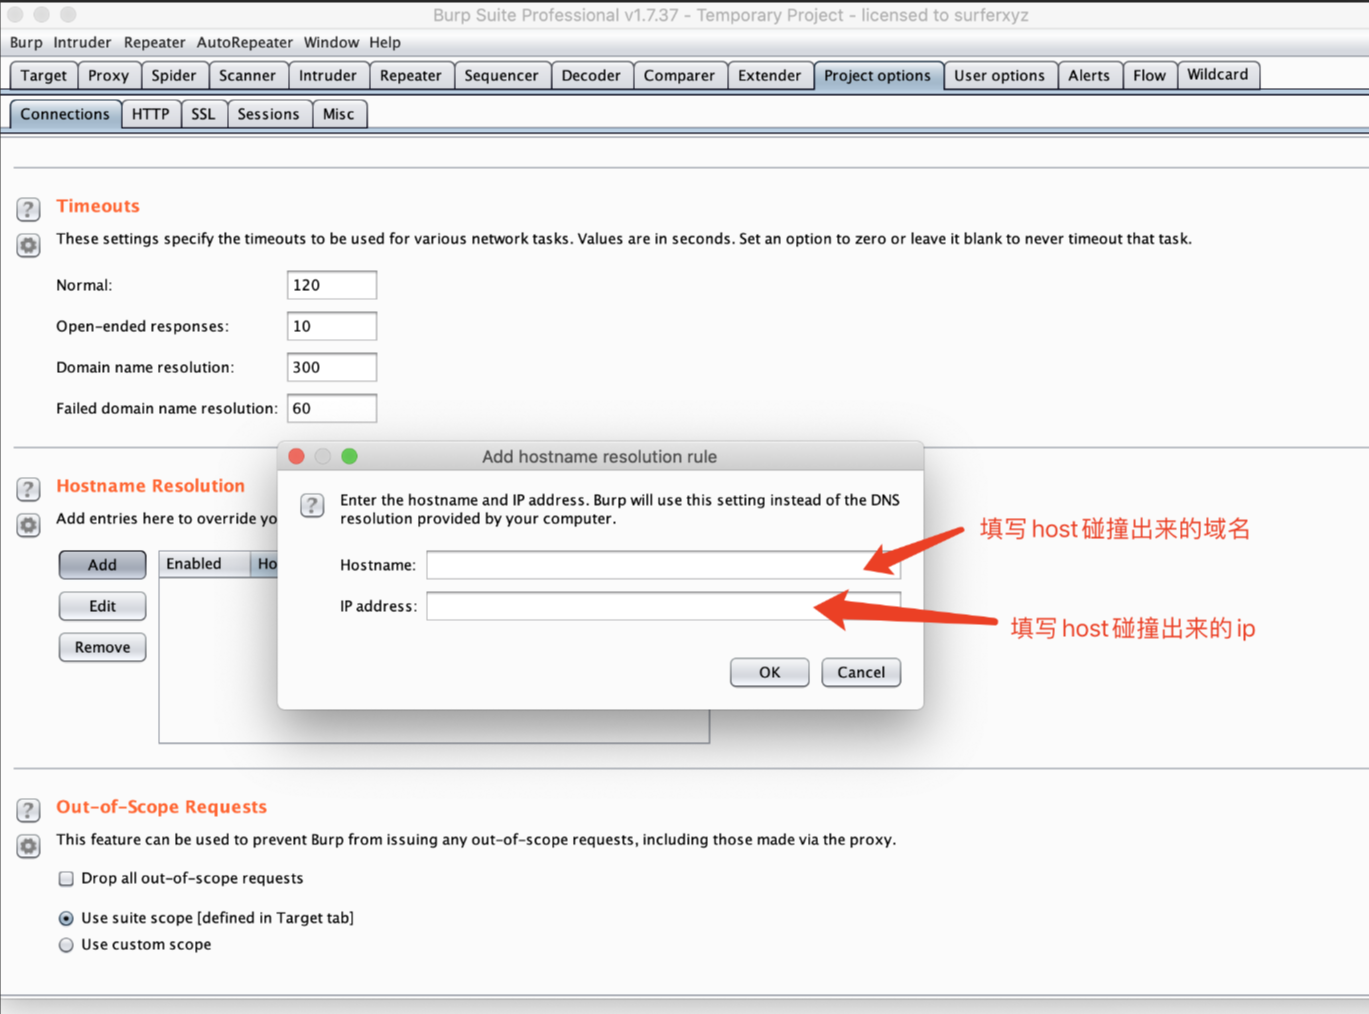 Burp Suite Professional v1.7.37 - Temporary Project - licensed to surferxyz
Burp Intruder Repeater AutoRepeater Window Help
Target Proxy Spider Scanner Intruder Repeater Sequencer Decoder Comparer Extender Project options User options Alerts Flow Wildcard
Connections HTTP SSL Sessions Misc
? Timeouts
These settings specify the timeouts to be used for various network tasks. Values are in seconds. Set an option to zero or leave it blank to never timeout that task.
Normal: 120
Open-ended responses: 10
Domain name resolution: 300
Failed domain name resolution: 60
Add hostname resolution rule
? Hostname Resolution
? Enter the hostname and IP address. Burp will use this setting instead of the DNS
resolution provided by your computer.
Add entries here to override yo
填写host碰撞出来的域名
Add Enabled Ho
Hostname:
Edit
IP address:
填写host碰撞出来的ip
Remove
OK Cancel
? Out-of-Scope Requests
This feature can be used to prevent Burp from issuing any out-of-scope requests, including those made via the proxy.
Drop all out-of-scope requests
Use suite scope [defined in Target tab]
Use custom scope